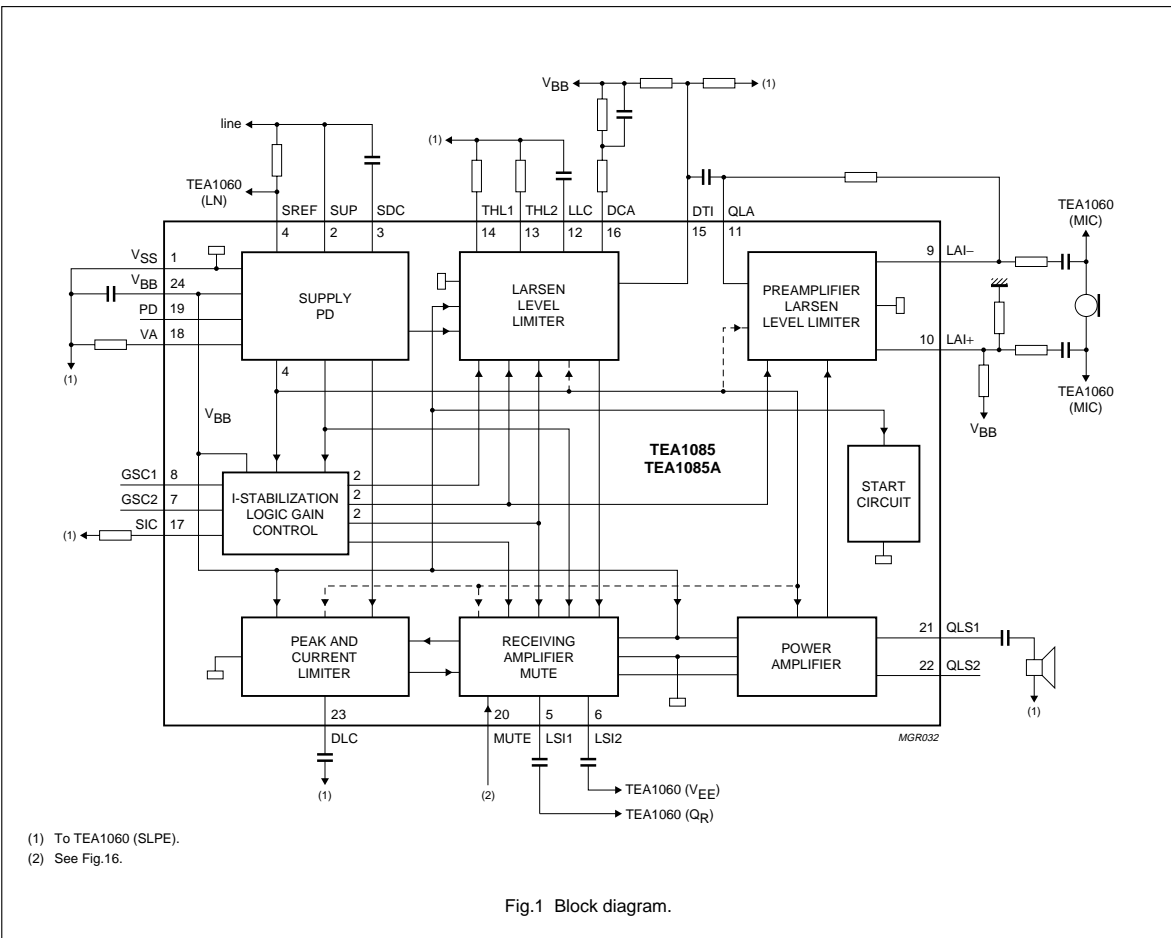 VBB
(1)
line
(1)
TEA1060
(LN)
SREF SUP SDC
4 2 3
THL1 THL2 LLC DCA
14 13 12 16
DTI QLA
15 11
TEA1060
(MIC)
VSS 1
VBB 24
PD 19
VA 18
(1)
SUPPLY
PD
LARSEN
LEVEL
LIMITER
PREAMPLIFIER
LARSEN
LEVEL LIMITER
9 LAI−
10 LAI+
TEA1060
(MIC)
VBB
4
VBB
TEA1085
TEA1085A
START
CIRCUIT
GSC1 8
GSC2 7
SIC 17
(1)
I-STABILIZATION
LOGIC GAIN
CONTROL
2
2
2
PEAK AND
CURRENT
LIMITER
RECEIVING
AMPLIFIER
MUTE
POWER
AMPLIFIER
21 QLS1
22 QLS2
(1)
23
DLC
(1)
20 5 6
MUTE LSI1 LSI2
(2)
MGR032
TEA1060 (VEE)
TEA1060 (QR)
(1) To TEA1060 (SLPE).
(2) See Fig.16.
Fig.1 Block diagram.